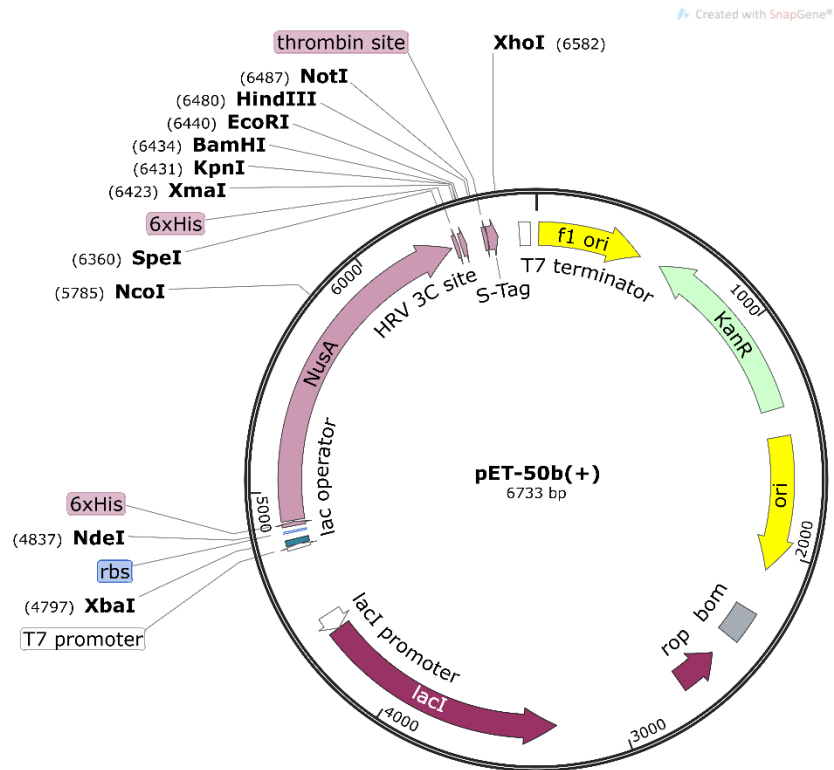 Created with SnapGene®
thrombin site
XhoI (6582)
(6487) NotI
(6480) HindIII
(6440) EcoRI
(6434) BamHI
(6431) KpnI
(6423) XmaI
6xHis
(6360) SpeI
(5785) NcoI
f1 ori
T7 terminator
S-Tag
HRV 3C site
6000
1000
KanR
NusA
lac operator
pET-50b(+)
6733 bp
ori
5000
2000
6xHis
(4837) NdeI
rbs
(4797) XbaI
T7 promoter
lacI promoter
lacI
rop
bom
4000
3000